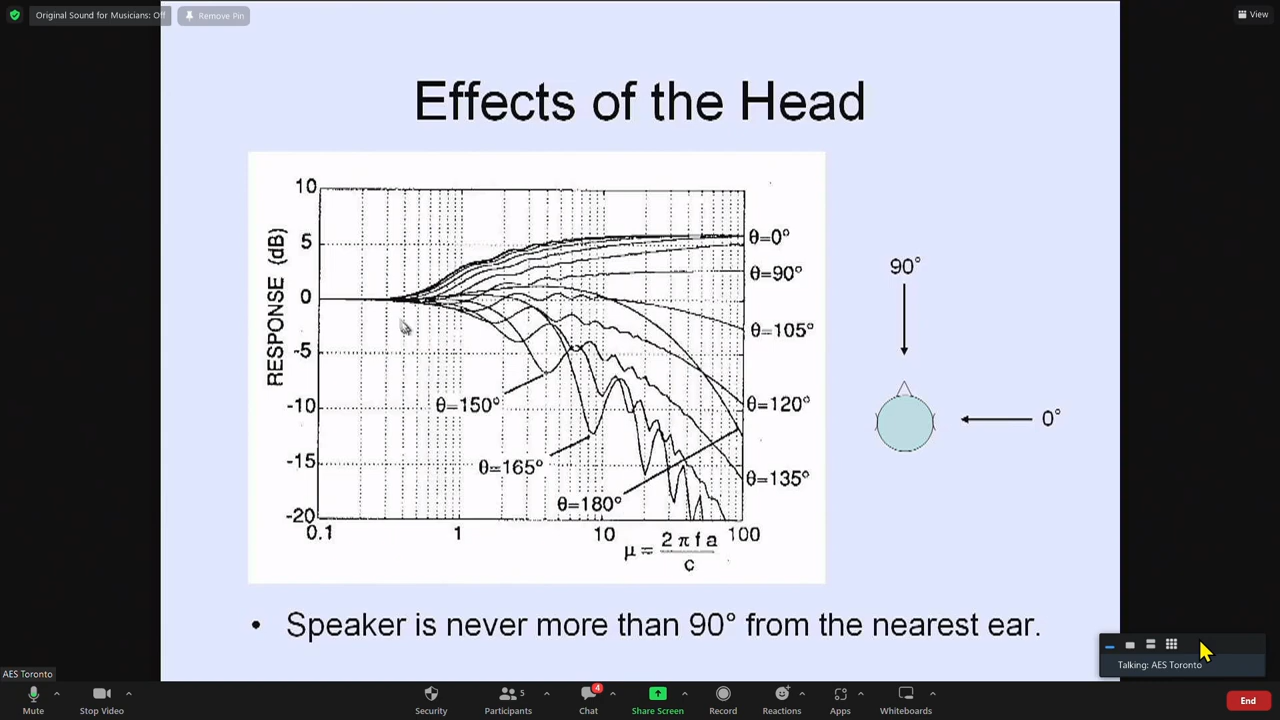 Original Sound for Musicians: Off
Remove Pin
View
Effects of the Head
10
5
0
-5
-10
-15
-20
RESPONSE (dB)
θ=0°
θ=90°
θ=105°
θ=120°
θ=135°
θ=150°
θ=165°
θ=180°
0.1
1
10
100
μ = 2 π f a
c
90°
0°
• Speaker is never more than 90° from the nearest ear.
Talking: AES Toronto
AES Toronto
Mute
Stop Video
Security
5
Participants
4
Chat
Share Screen
Record
Reactions
Apps
Whiteboards
End